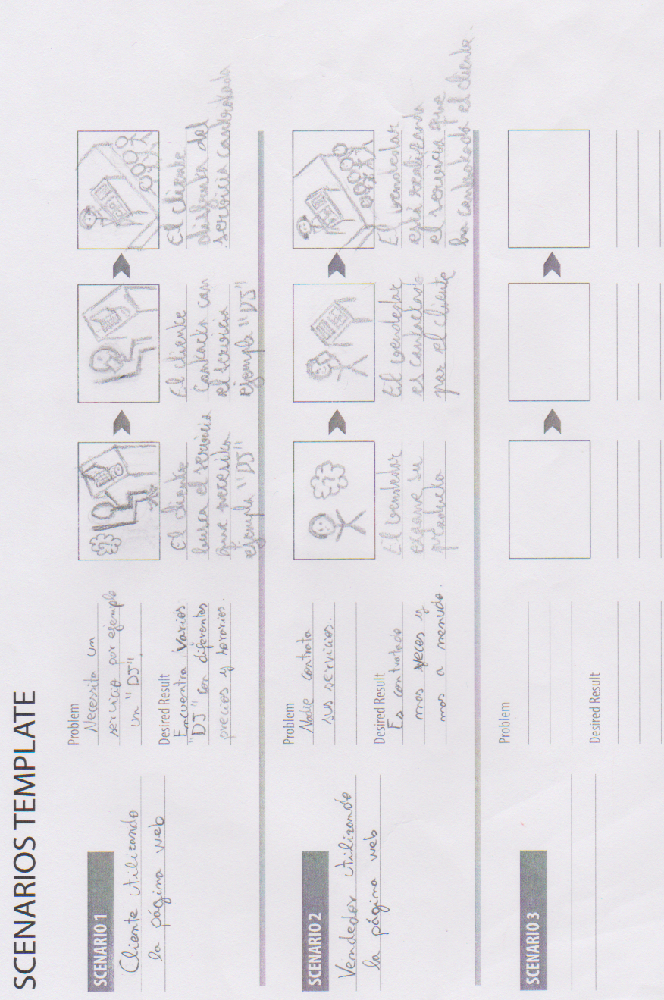 SCENARIOS TEMPLATE
SCENARIO 1
Cliente utilizando
la página web
Problem
Necessita un
servicio por ejemplo
un "DJ".
Desired Result
Encuentra varios
"DJ" con diferentes
precios y horarios.
El cliente
busca el servicio
que necesita
ejemplo "DJ"
El cliente
contacta con
el servicio
ejemplo "DJ"
El cliente
disfruta del
servicio contratado
SCENARIO 2
Vendedor utilizando
la página web
Problem
Nadie contrata
sus servicios.
Desired Result
Es contratado
mas veces y
mas a menudo.
El vendedor
expone su
producto
El vendedor
es contactado
por el cliente
El vendedor
está realizando
el servicio que
ha contratado el cliente.
SCENARIO 3
Problem
Desired Result